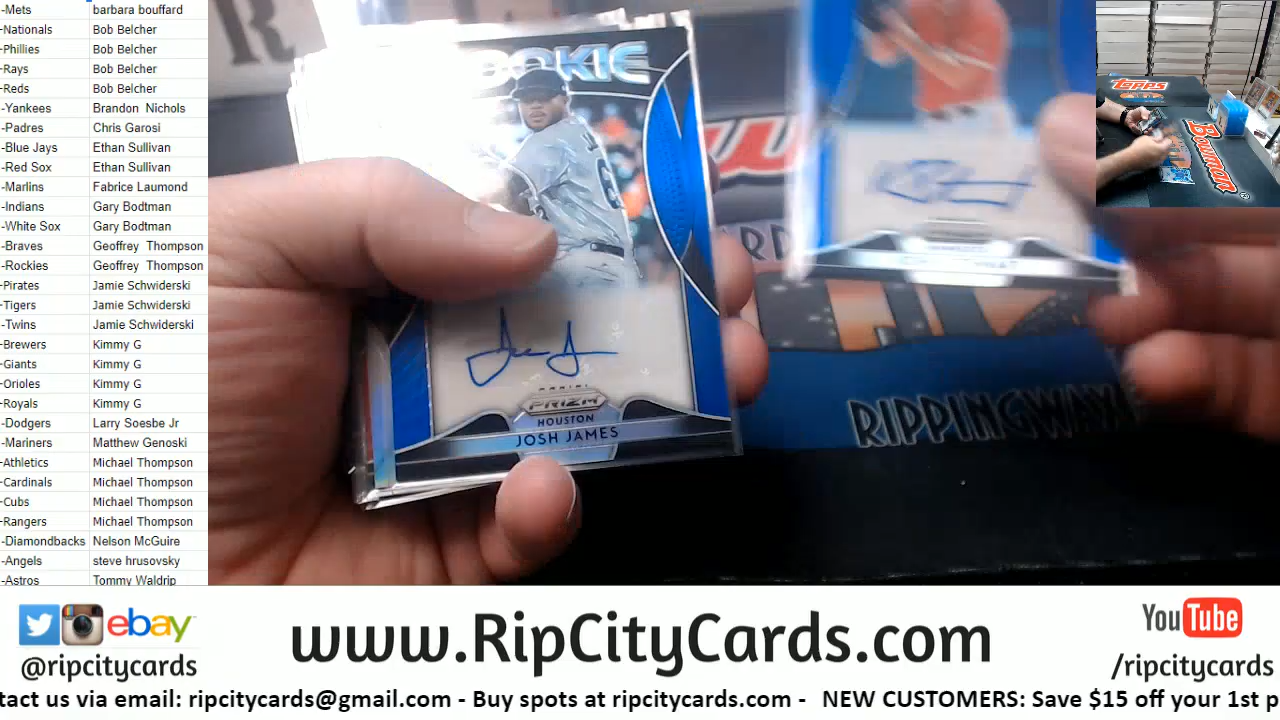 -Mets barbara bouffard
-Nationals Bob Belcher
-Phillies Bob Belcher
-Rays Bob Belcher
-Reds Bob Belcher
-Yankees Brandon Nichols
-Padres Chris Garosi
-Blue Jays Ethan Sullivan
-Red Sox Ethan Sullivan
-Marlins Fabrice Laumond
-Indians Gary Bodtman
-White Sox Gary Bodtman
-Braves Geoffrey Thompson
-Rockies Geoffrey Thompson
-Pirates Jamie Schwiderski
-Tigers Jamie Schwiderski
-Twins Jamie Schwiderski
-Brewers Kimmy G
-Giants Kimmy G
-Orioles Kimmy G
-Royals Kimmy G
-Dodgers Larry Soesbe Jr
-Mariners Matthew Genoski
-Athletics Michael Thompson
-Cardinals Michael Thompson
-Cubs Michael Thompson
-Rangers Michael Thompson
-Diamondbacks Nelson McGuire
-Angels steve hrusovsky
-Astros Tommy Waldrip
OOKIE
PANINI
PRIZM
HOUSTON
JOSH JAMES
RIPPINGWAX
TOPPS
Bowman
ebay
@ripcitycards
www.RipCityCards.com
YouTube
/ripcitycards
tact us via email: ripcitycards@gmail.com - Buy spots at ripcitycards.com - NEW CUSTOMERS: Save $15 off your 1st p